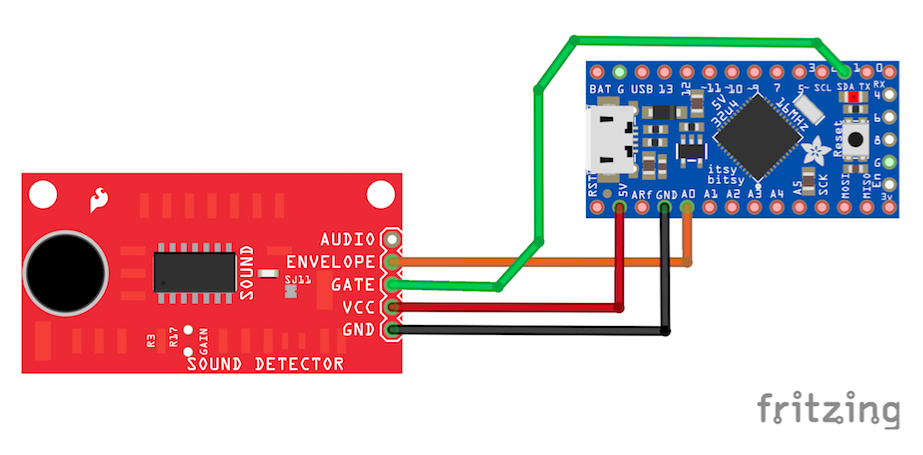 AUDIO
ENVELOPE
GATE
VCC
GND
SOUND
SJ11
R3
R17
GAIN
SOUND DETECTOR
3 2 1 0
BAT G USB 13 12 ~11 ~10 ~9 7 5~ SCL SDA TX RX
4
6
8
G
En
3v
5V
32u4
16MHz
Reset
itsy
bitsy
RST 5V ARf GND A0 A1 A2 A3 A4 A5 SCK MOSI MISO
fritzing